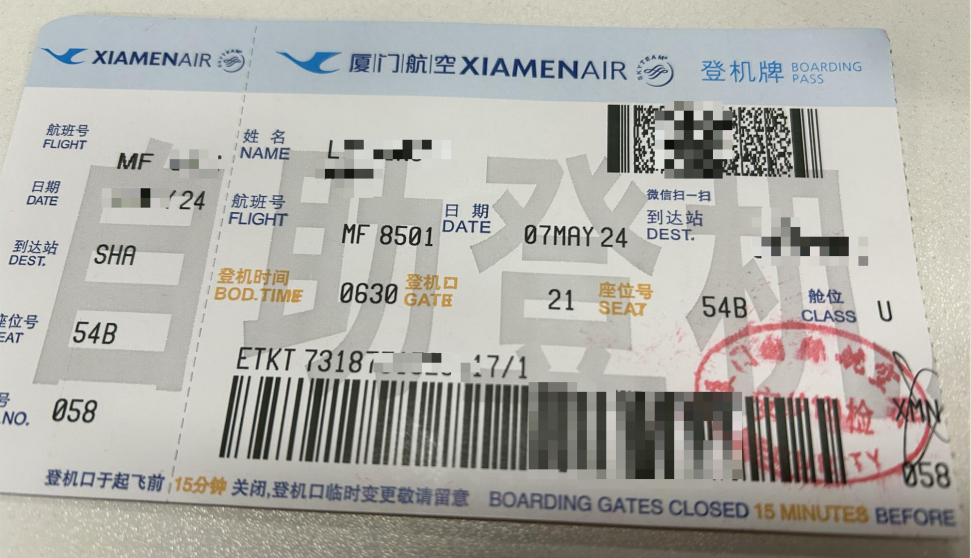 XIAMENAIR SKYTEAM
厦门航空 XIAMENAIR SKYTEAM
登机牌 BOARDING PASS
航班号
FLIGHT
MF
日期
DATE
/24
到达站
DEST.
SHA
座位号
EAT
54B
号
.NO.
058
姓名
NAME
L
航班号
FLIGHT
MF 8501
日期
DATE
07MAY24
微信扫一扫
到达站
DEST.
登机时间
BOD.TIME
0630
登机口
GATE
21
座位号
SEAT
54B
舱位
CLASS
U
自助登机
ETKT 73187
17/1
XMN
058
检
登机口于起飞前 15分钟 关闭,登机口临时变更敬请留意 BOARDING GATES CLOSED 15 MINUTES BEFORE